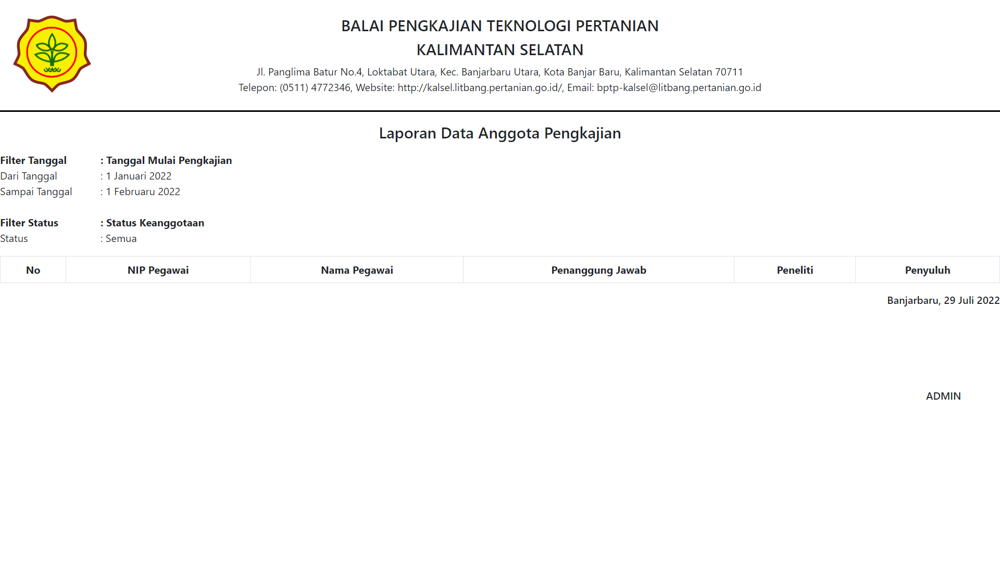 BALAI PENGKAJIAN TEKNOLOGI PERTANIAN
KALIMANTAN SELATAN
Jl. Panglima Batur No.4, Loktabat Utara, Kec. Banjarbaru Utara, Kota Banjar Baru, Kalimantan Selatan 70711
Telepon: (0511) 4772346, Website: http://kalsel.litbang.pertanian.go.id/, Email: bptp-kalsel@litbang.pertanian.go.id
Laporan Data Anggota Pengkajian
Filter Tanggal : Tanggal Mulai Pengkajian
Dari Tanggal : 1 Januari 2022
Sampai Tanggal : 1 Februaru 2022
Filter Status : Status Keanggotaan
Status : Semua
No NIP Pegawai Nama Pegawai Penanggung Jawab Peneliti Penyuluh
Banjarbaru, 29 Juli 2022
ADMIN